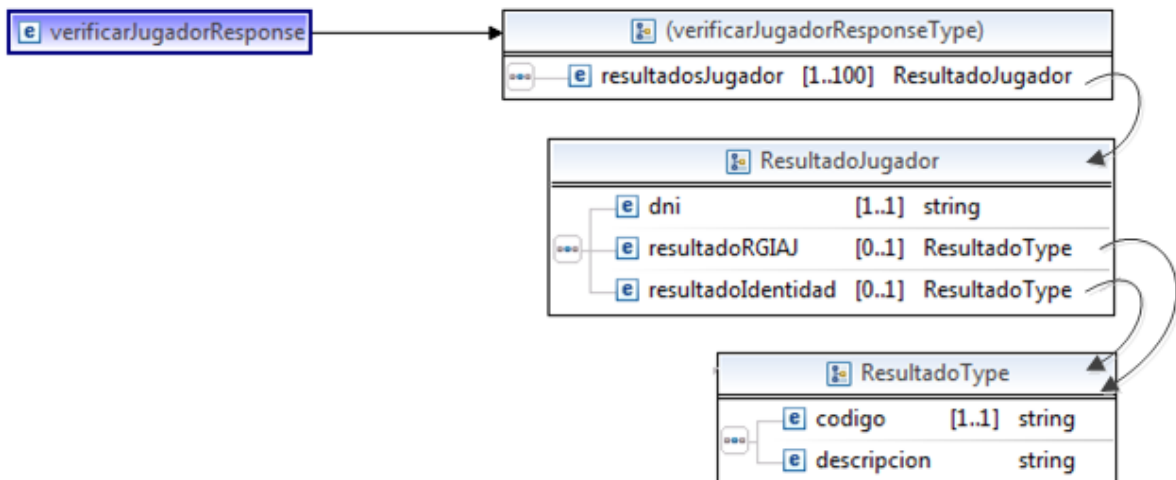 e verificarJugadorResponse
(verificarJugadorResponseType)
e resultadosJugador [1..100] ResultadoJugador
ResultadoJugador
e dni [1..1] string
e resultadoRGIAJ [0..1] ResultadoType
e resultadoIdentidad [0..1] ResultadoType
ResultadoType
e codigo [1..1] string
e descripcion string